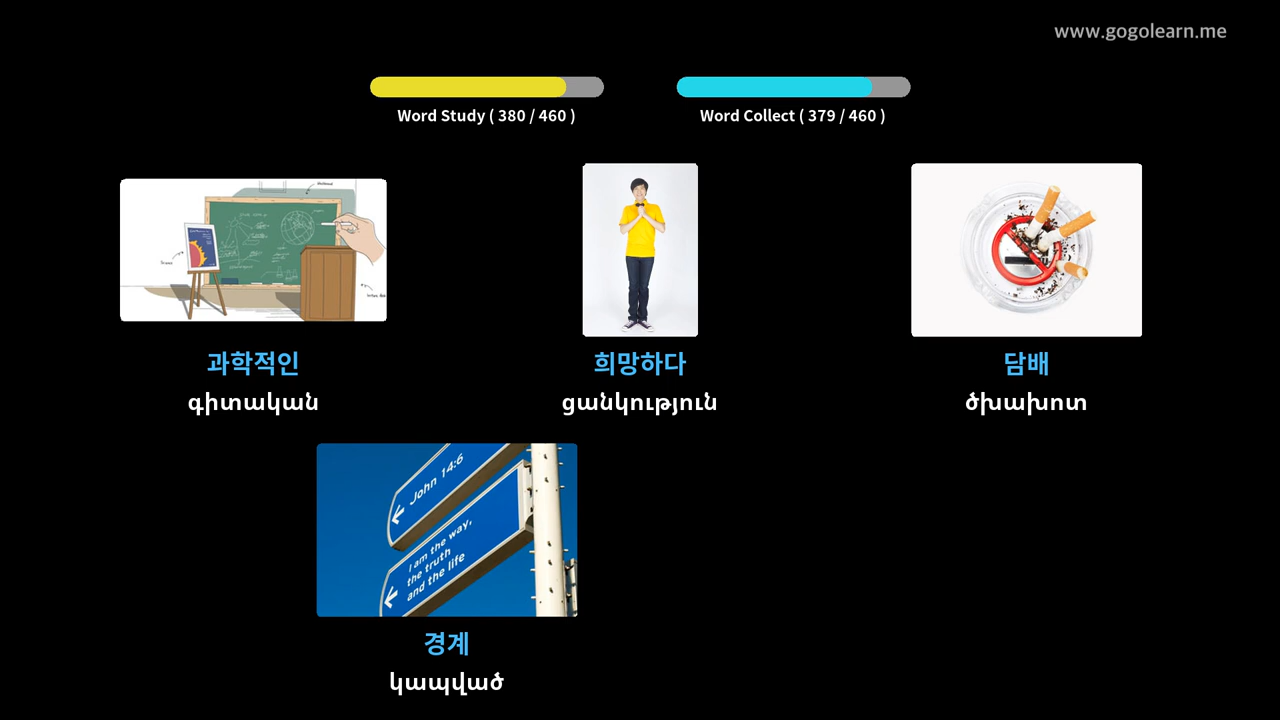 www.gogolearn.me
Word Study ( 380 / 460 )
Word Collect ( 379 / 460 )
과학적인
գիտական
희망하다
ցանկություն
담배
ծխախոտ
John 14:6
I am the way,
the truth
and the life
경계
կապված